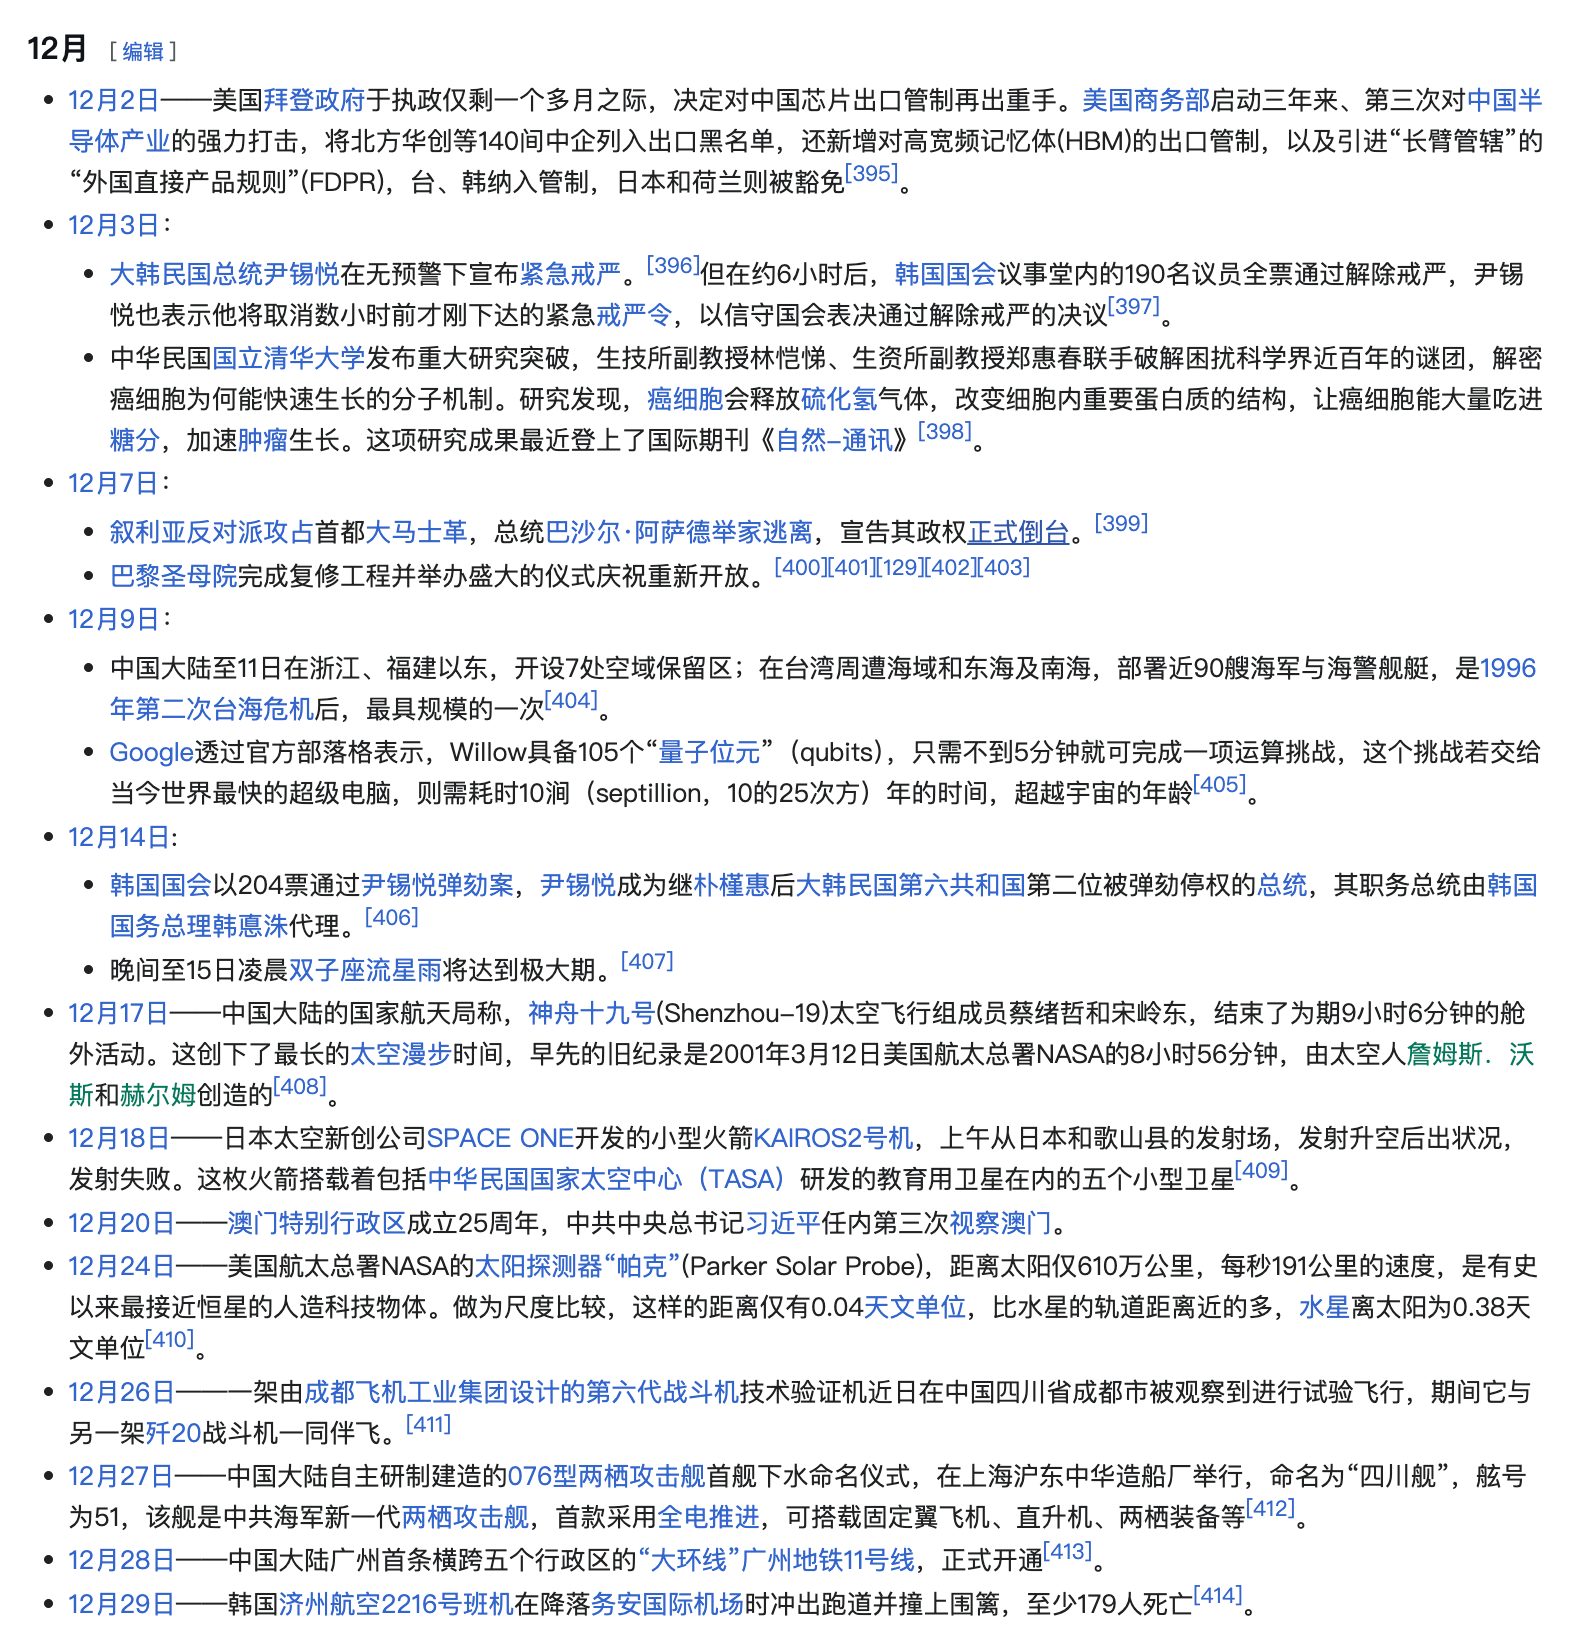 12月 [ 编辑 ]
• 12月2日——美国拜登政府于执政仅剩一个多月之际，决定对中国芯片出口管制再出重手。美国商务部启动三年来、第三次对中国半
导体产业的强力打击，将北方华创等140间中企列入出口黑名单，还新增对高宽频记忆体(HBM)的出口管制，以及引进“长臂管辖”的
“外国直接产品规则”(FDPR)，台、韩纳入管制，日本和荷兰则被豁免[395]。
• 12月3日：
• 大韩民国总统尹锡悦在无预警下宣布紧急戒严。[396]但在约6小时后，韩国国会议事堂内的190名议员全票通过解除戒严，尹锡
悦也表示他将取消数小时前才刚下达的紧急戒严令，以信守国会表决通过解除戒严的决议[397]。
• 中华民国国立清华大学发布重大研究突破，生技所副教授林恺悌、生资所副教授郑惠春联手破解困扰科学界近百年的谜团，解密
癌细胞为何能快速生长的分子机制。研究发现，癌细胞会释放硫化氢气体，改变细胞内重要蛋白质的结构，让癌细胞能大量吃进
糖分，加速肿瘤生长。这项研究成果最近登上了国际期刊《自然-通讯》[398]。
• 12月7日：
• 叙利亚反对派攻占首都大马士革，总统巴沙尔·阿萨德举家逃离，宣告其政权正式倒台。[399]
• 巴黎圣母院完成复修工程并举办盛大的仪式庆祝重新开放。[400][401][129][402][403]
• 12月9日：
• 中国大陆至11日在浙江、福建以东，开设7处空域保留区；在台湾周遭海域和东海及南海，部署近90艘海军与海警舰艇，是1996
年第二次台海危机后，最具规模的一次[404]。
• Google透过官方部落格表示，Willow具备105个“量子位元”（qubits），只需不到5分钟就可完成一项运算挑战，这个挑战若交给
当今世界最快的超级电脑，则需耗时10涧（septillion，10的25次方）年的时间，超越宇宙的年龄[405]。
• 12月14日:
• 韩国国会以204票通过尹锡悦弹劾案，尹锡悦成为继朴槿惠后大韩民国第六共和国第二位被弹劾停权的总统，其职务总统由韩国
国务总理韩悳洙代理。[406]
• 晚间至15日凌晨双子座流星雨将达到极大期。[407]
• 12月17日——中国大陆的国家航天局称，神舟十九号(Shenzhou-19)太空飞行组成员蔡绪哲和宋岭东，结束了为期9小时6分钟的舱
外活动。这创下了最长的太空漫步时间，早先的旧纪录是2001年3月12日美国航太总署NASA的8小时56分钟，由太空人詹姆斯．沃
斯和赫尔姆创造的[408]。
• 12月18日——日本太空新创公司SPACE ONE开发的小型火箭KAIROS2号机，上午从日本和歌山县的发射场，发射升空后出状况，
发射失败。这枚火箭搭载着包括中华民国国家太空中心（TASA）研发的教育用卫星在内的五个小型卫星[409]。
• 12月20日——澳门特别行政区成立25周年，中共中央总书记习近平任内第三次视察澳门。
• 12月24日——美国航太总署NASA的太阳探测器“帕克”(Parker Solar Probe)，距离太阳仅610万公里，每秒191公里的速度，是有史
以来最接近恒星的人造科技物体。做为尺度比较，这样的距离仅有0.04天文单位，比水星的轨道距离近的多，水星离太阳为0.38天
文单位[410]。
• 12月26日——一架由成都飞机工业集团设计的第六代战斗机技术验证机近日在中国四川省成都市被观察到进行试验飞行，期间它与
另一架歼20战斗机一同伴飞。[411]
• 12月27日——中国大陆自主研制建造的076型两栖攻击舰首舰下水命名仪式，在上海沪东中华造船厂举行，命名为“四川舰”，舷号
为51，该舰是中共海军新一代两栖攻击舰，首款采用全电推进，可搭载固定翼飞机、直升机、两栖装备等[412]。
• 12月28日——中国大陆广州首条横跨五个行政区的“大环线”广州地铁11号线，正式开通[413]。
• 12月29日——韩国济州航空2216号班机在降落务安国际机场时冲出跑道并撞上围篱，至少179人死亡[414]。